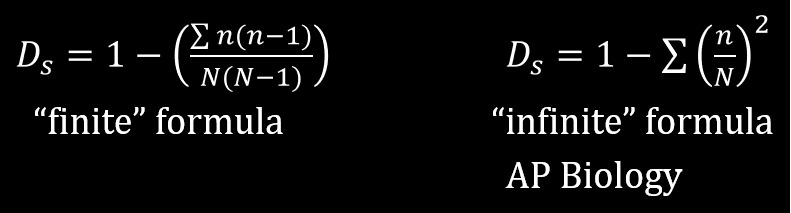 D_s = 1 − (∑ n(n−1) / N(N−1))
“finite” formula
D_s = 1 − ∑ (n/N)²
“infinite” formula
AP Biology